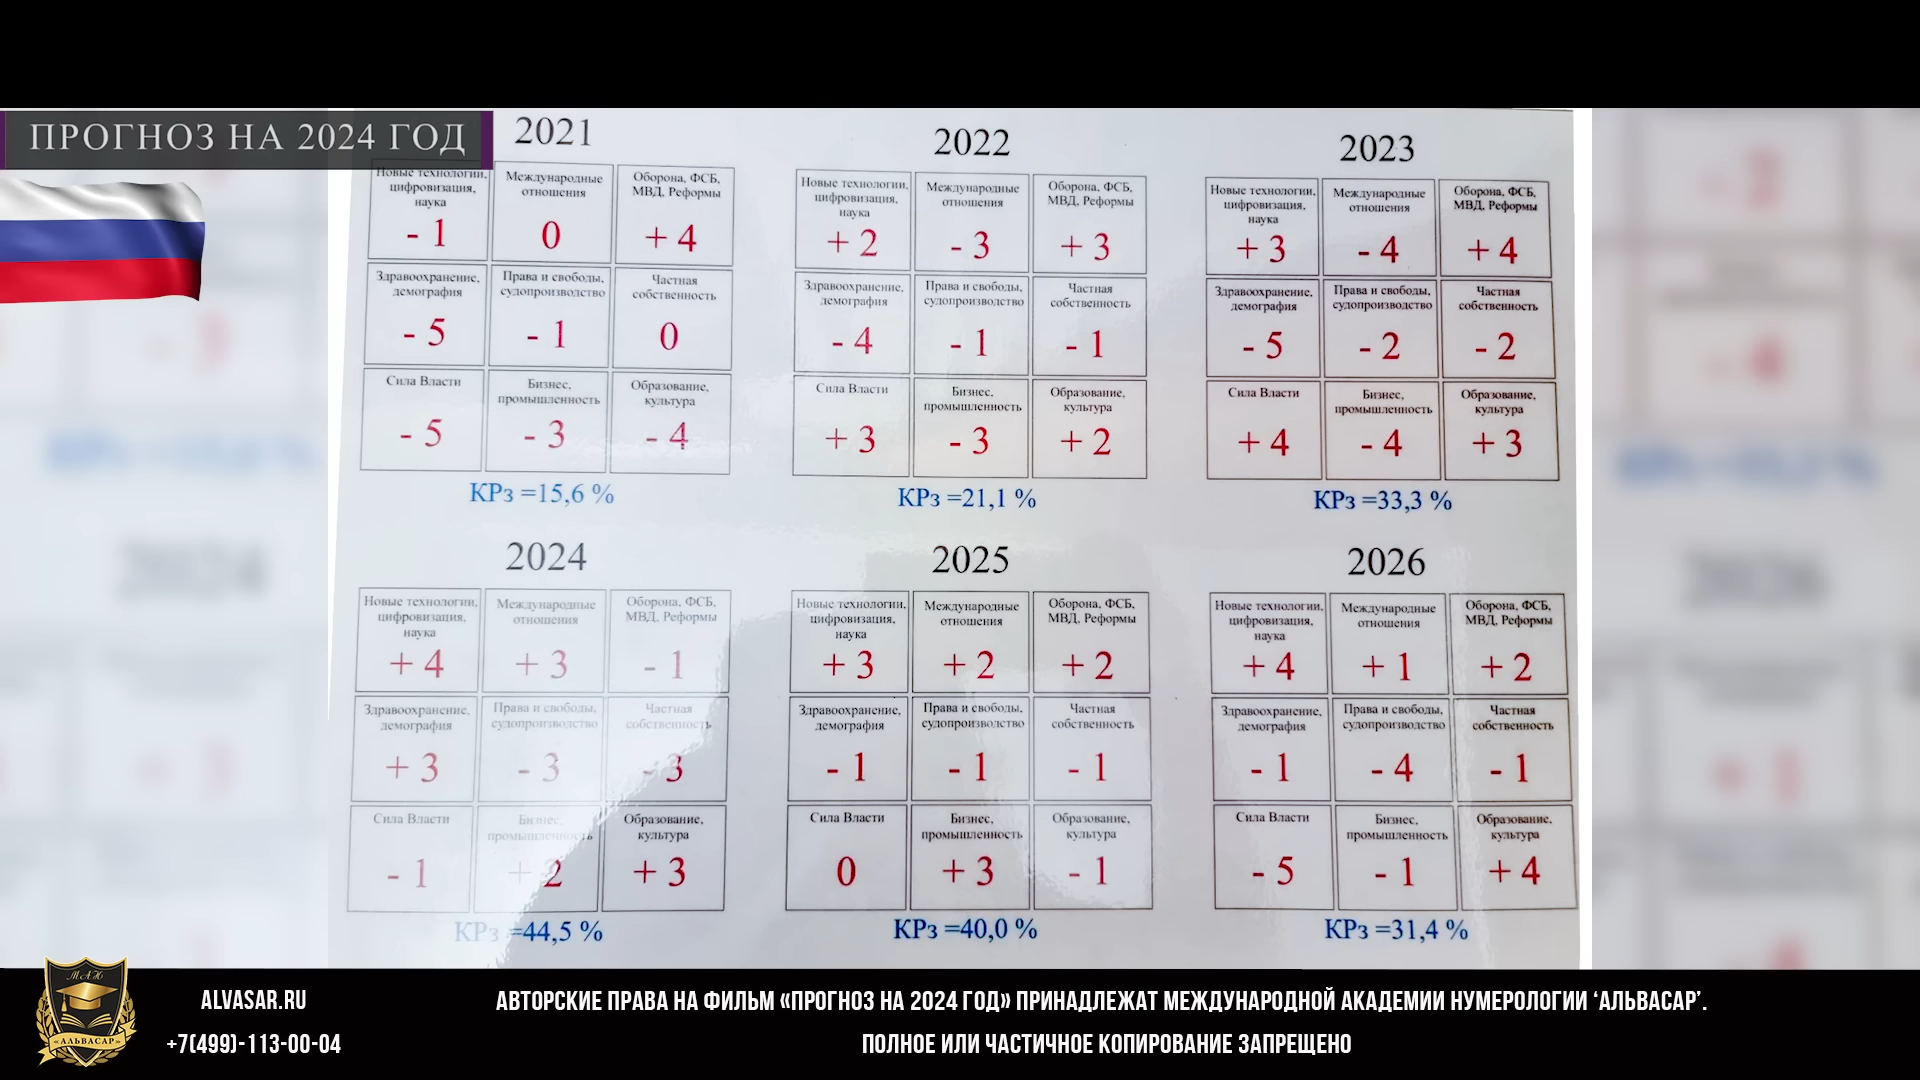 ПРОГНОЗ НА 2024 ГОД
2021
Новые технологии,
цифровизация,
наука
- 1
Международные
отношения
0
Оборона, ФСБ,
МВД, Реформы
+ 4
Здравоохранение,
демография
- 5
Права и свободы,
судопроизводство
- 1
Частная
собственность
0
Сила Власти
- 5
Бизнес,
промышленность
- 3
Образование,
культура
- 4
КРз =15,6 %
2022
Новые технологии,
цифровизация,
наука
+ 2
Международные
отношения
- 3
Оборона, ФСБ,
МВД, Реформы
+ 3
Здравоохранение,
демография
- 4
Права и свободы,
судопроизводство
- 1
Частная
собственность
- 1
Сила Власти
+ 3
Бизнес,
промышленность
- 3
Образование,
культура
+ 2
КРз =21,1 %
2023
Новые технологии,
цифровизация,
наука
+ 3
Международные
отношения
- 4
Оборона, ФСБ,
МВД, Реформы
+ 4
Здравоохранение,
демография
- 5
Права и свободы,
судопроизводство
- 2
Частная
собственность
- 2
Сила Власти
+ 4
Бизнес,
промышленность
- 4
Образование,
культура
+ 3
КРз =33,3 %
2024
Новые технологии,
цифровизация,
наука
+ 4
Международные
отношения
+ 3
Оборона, ФСБ,
МВД, Реформы
- 1
Здравоохранение,
демография
+ 3
Права и свободы,
судопроизводство
- 3
Частная
собственность
- 3
Сила Власти
- 1
Бизнес,
промышленность
+ 2
Образование,
культура
+ 3
КРз =44,5 %
2025
Новые технологии,
цифровизация,
наука
+ 3
Международные
отношения
+ 2
Оборона, ФСБ,
МВД, Реформы
+ 2
Здравоохранение,
демография
- 1
Права и свободы,
судопроизводство
- 1
Частная
собственность
- 1
Сила Власти
0
Бизнес,
промышленность
+ 3
Образование,
культура
- 1
КРз =40,0 %
2026
Новые технологии,
цифровизация,
наука
+ 4
Международные
отношения
+ 1
Оборона, ФСБ,
МВД, Реформы
+ 2
Здравоохранение,
демография
- 1
Права и свободы,
судопроизводство
- 4
Частная
собственность
- 1
Сила Власти
- 5
Бизнес,
промышленность
- 1
Образование,
культура
+ 4
КРз =31,4 %
МАН
«АЛЬВАСАР»
ALVASAR.RU
+7(499)-113-00-04
АВТОРСКИЕ ПРАВА НА ФИЛЬМ «ПРОГНОЗ НА 2024 ГОД» ПРИНАДЛЕЖАТ МЕЖДУНАРОДНОЙ АКАДЕМИИ НУМЕРОЛОГИИ ‘АЛЬВАСАР’.
ПОЛНОЕ ИЛИ ЧАСТИЧНОЕ КОПИРОВАНИЕ ЗАПРЕЩЕНО